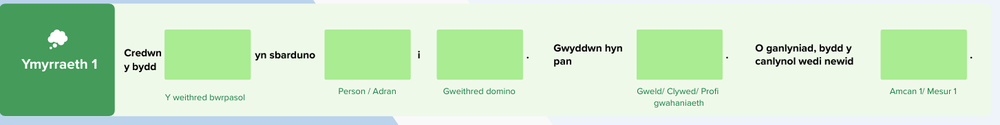 Ymyrraeth 1
Credwn
y bydd
Y weithred bwrpasol
yn sbarduno
Person / Adran
i
Gweithred domino
.
Gwyddwn hyn
pan
Gweld/ Clywed/ Profi
gwahaniaeth
.
O ganlyniad, bydd y
canlynol wedi newid
Amcan 1/ Mesur 1
.